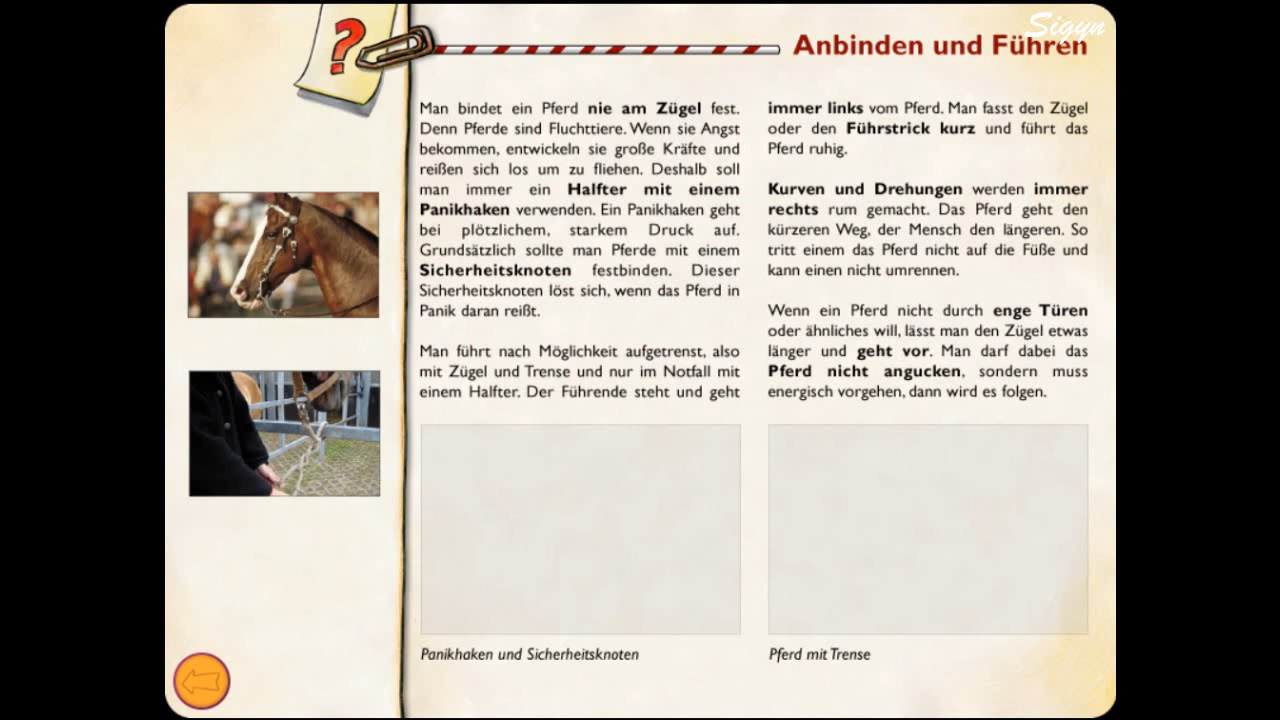 Sigyn
Anbinden und Führen
Man bindet ein Pferd nie am Zügel fest.
Denn Pferde sind Fluchttiere. Wenn sie Angst
bekommen, entwickeln sie große Kräfte und
reißen sich los um zu fliehen. Deshalb soll
man immer ein Halfter mit einem
Panikhaken verwenden. Ein Panikhaken geht
bei plötzlichem, starkem Druck auf.
Grundsätzlich sollte man Pferde mit einem
Sicherheitsknoten festbinden. Dieser
Sicherheitsknoten löst sich, wenn das Pferd in
Panik daran reißt.
Man führt nach Möglichkeit aufgetrenst, also
mit Zügel und Trense und nur im Notfall mit
einem Halfter. Der Führende steht und geht
immer links vom Pferd. Man fasst den Zügel
oder den Führstrick kurz und führt das
Pferd ruhig.
Kurven und Drehungen werden immer
rechts rum gemacht. Das Pferd geht den
kürzeren Weg, der Mensch den längeren. So
tritt einem das Pferd nicht auf die Füße und
kann einen nicht umrennen.
Wenn ein Pferd nicht durch enge Türen
oder ähnliches will, lässt man den Zügel etwas
länger und geht vor. Man darf dabei das
Pferd nicht angucken, sondern muss
energisch vorgehen, dann wird es folgen.
Panikhaken und Sicherheitsknoten
Pferd mit Trense